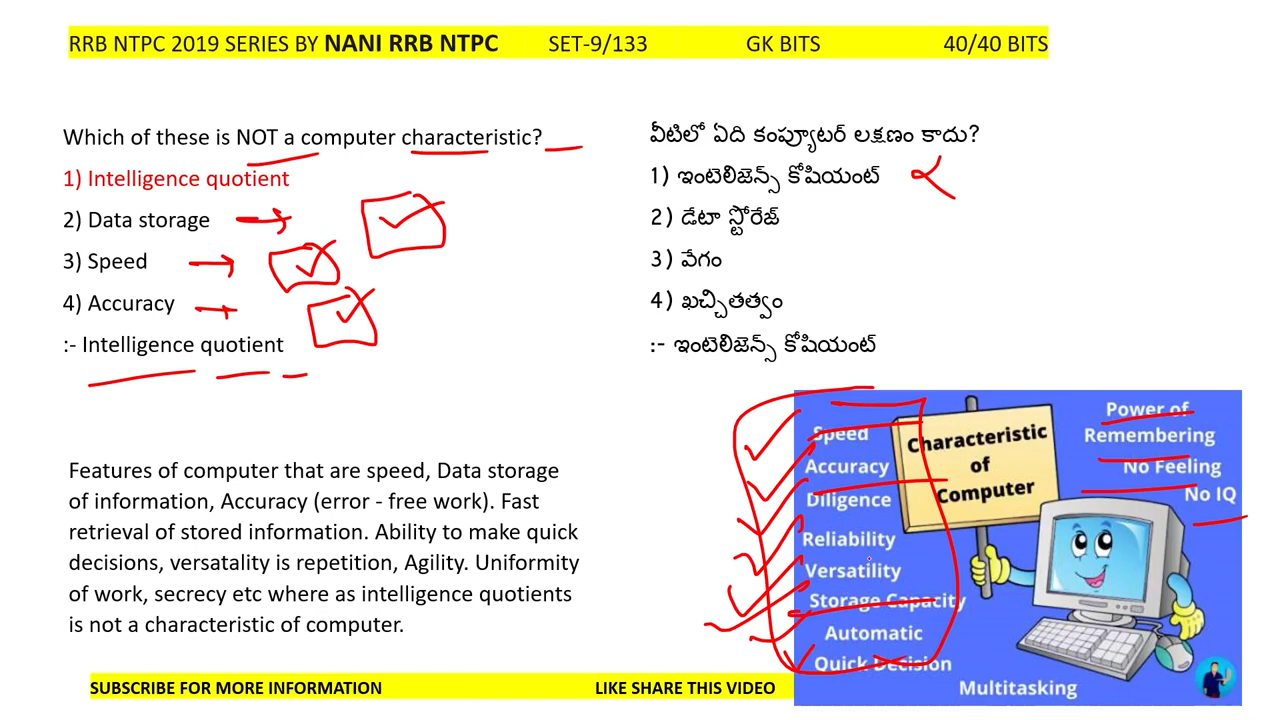 RRB NTPC 2019 SERIES BY NANI RRB NTPC SET-9/133 GK BITS 40/40 BITS
Which of these is NOT a computer characteristic?
1) Intelligence quotient
2) Data storage
3) Speed
4) Accuracy
:- Intelligence quotient
వీటిలో ఏది కంప్యూటర్ లక్షణం కాదు?
1) ఇంటెలిజెన్స్ కోషియంట్
2) డేటా స్టోరేజ్
3) వేగం
4) ఖచ్చితత్వం
:- ఇంటెలిజెన్స్ కోషియంట్
Features of computer that are speed, Data storage
of information, Accuracy (error - free work). Fast
retrieval of stored information. Ability to make quick
decisions, versatality is repetition, Agility. Uniformity
of work, secrecy etc where as intelligence quotients
is not a characteristic of computer.
Speed
Accuracy
Diligence
Reliability
Versatility
Storage Capacity
Automatic
Quick Decision
Multitasking
Characteristic
of
Computer
Power of
Remembering
No Feeling
No IQ
SUBSCRIBE FOR MORE INFORMATION LIKE SHARE THIS VIDEO